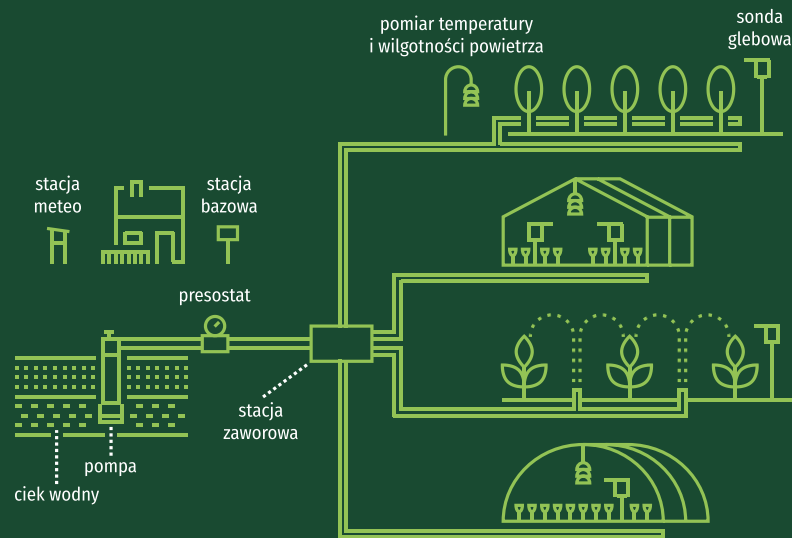 pomiar temperatury
i wilgotności powietrza
sonda
glebowa
stacja
meteo
stacja
bazowa
presostat
stacja
zaworowa
pompa
ciek wodny